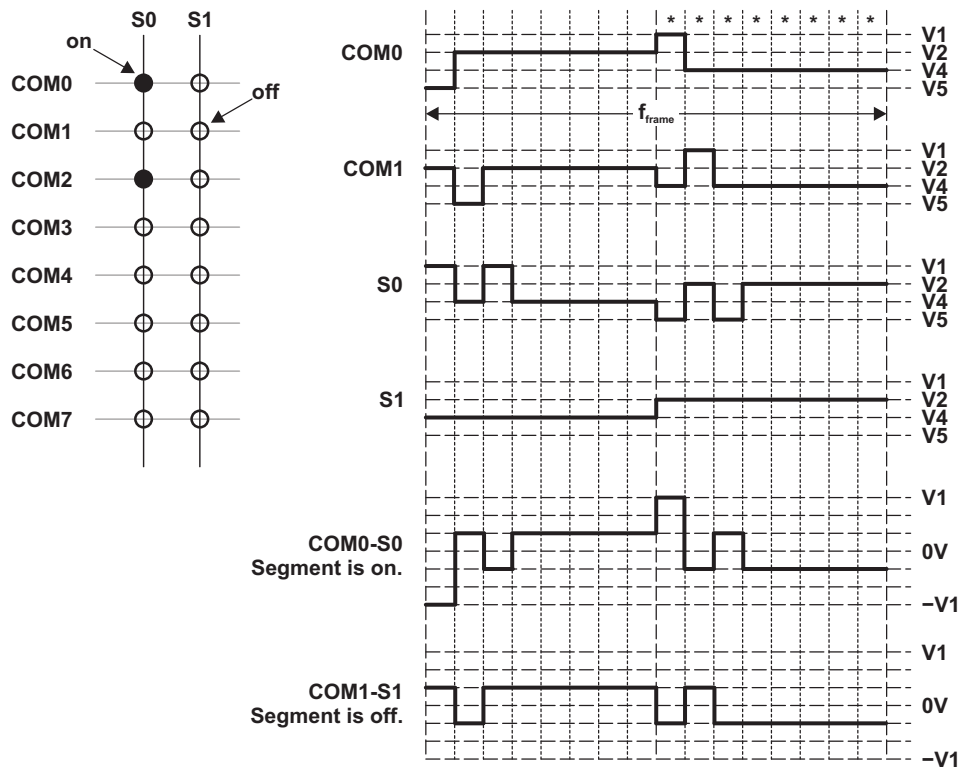 S0 S1
on
COM0
off
COM1
COM2
COM3
COM4
COM5
COM6
COM7
* * * * * * * *
COM0
V1
V2
V4
V5
fframe
COM1
V1
V2
V4
V5
S0
V1
V2
V4
V5
S1
V1
V2
V4
V5
COM0-S0
Segment is on.
V1
0V
−V1
COM1-S1
Segment is off.
V1
0V
−V1